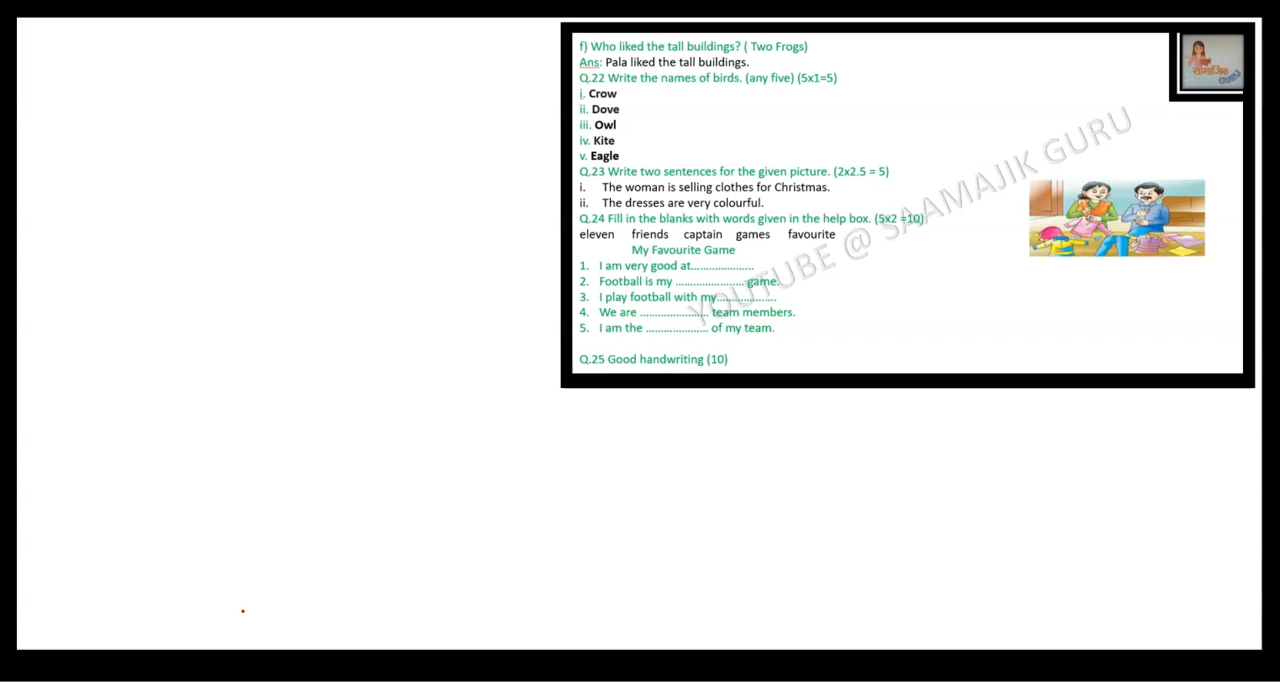 f) Who liked the tall buildings? ( Two Frogs)
Ans: Pala liked the tall buildings.
Q.22 Write the names of birds. (any five) (5x1=5)
i. Crow
ii. Dove
iii. Owl
iv. Kite
v. Eagle
Q.23 Write two sentences for the given picture. (2x2.5 = 5)
i. The woman is selling clothes for Christmas.
ii. The dresses are very colourful.
Q.24 Fill in the blanks with words given in the help box. (5x2 =10)
eleven friends captain games favourite
My Favourite Game
1. I am very good at.....................
2. Football is my ....................... game.
3. I play football with my....................
4. We are ....................... team members.
5. I am the ..................... of my team.
Q.25 Good handwriting (10)
YOUTUBE @ SAAMAJIK GURU
सामाजिक
GURU